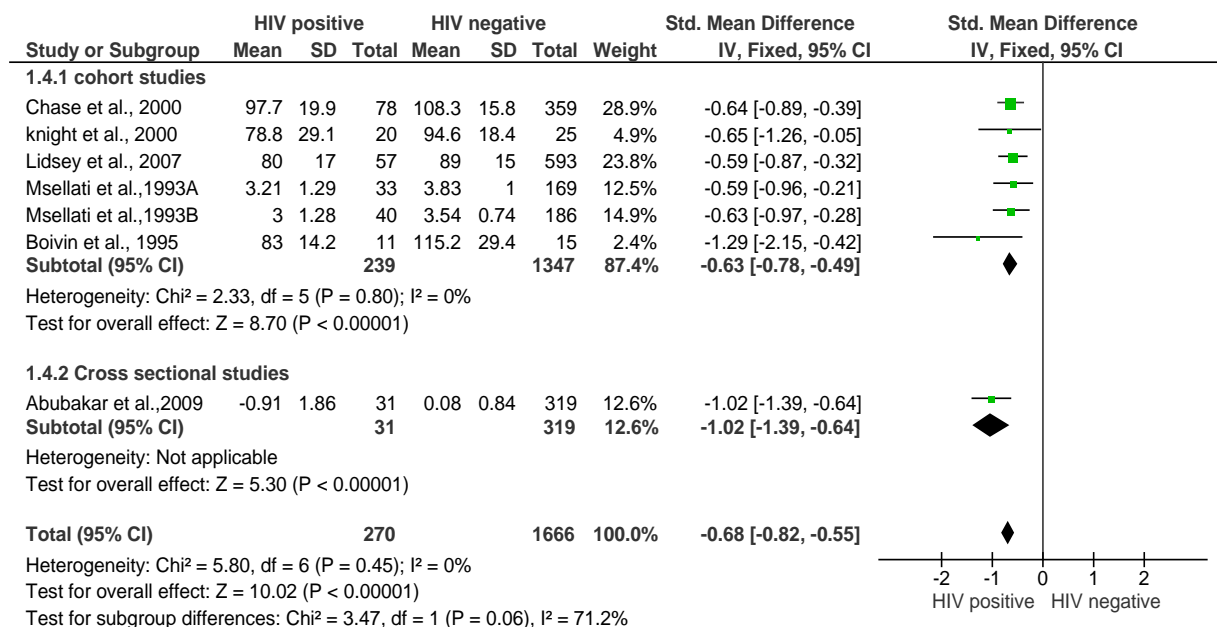 HIV positive HIV negative Std. Mean Difference Std. Mean Difference
Study or Subgroup Mean SD Total Mean SD Total Weight IV, Fixed, 95% CI IV, Fixed, 95% CI
1.4.1 cohort studies
Chase et al., 2000 97.7 19.9 78 108.3 15.8 359 28.9% -0.64 [-0.89, -0.39]
knight et al., 2000 78.8 29.1 20 94.6 18.4 25 4.9% -0.65 [-1.26, -0.05]
Lidsey et al., 2007 80 17 57 89 15 593 23.8% -0.59 [-0.87, -0.32]
Msellati et al.,1993A 3.21 1.29 33 3.83 1 169 12.5% -0.59 [-0.96, -0.21]
Msellati et al.,1993B 3 1.28 40 3.54 0.74 186 14.9% -0.63 [-0.97, -0.28]
Boivin et al., 1995 83 14.2 11 115.2 29.4 15 2.4% -1.29 [-2.15, -0.42]
Subtotal (95% CI) 239 1347 87.4% -0.63 [-0.78, -0.49]
Heterogeneity: Chi² = 2.33, df = 5 (P = 0.80); I² = 0%
Test for overall effect: Z = 8.70 (P < 0.00001)
1.4.2 Cross sectional studies
Abubakar et al.,2009 -0.91 1.86 31 0.08 0.84 319 12.6% -1.02 [-1.39, -0.64]
Subtotal (95% CI) 31 319 12.6% -1.02 [-1.39, -0.64]
Heterogeneity: Not applicable
Test for overall effect: Z = 5.30 (P < 0.00001)
Total (95% CI) 270 1666 100.0% -0.68 [-0.82, -0.55]
Heterogeneity: Chi² = 5.80, df = 6 (P = 0.45); I² = 0%
Test for overall effect: Z = 10.02 (P < 0.00001)
Test for subgroup differences: Chi² = 3.47, df = 1 (P = 0.06), I² = 71.2%
-2 -1 0 1 2
HIV positive HIV negative